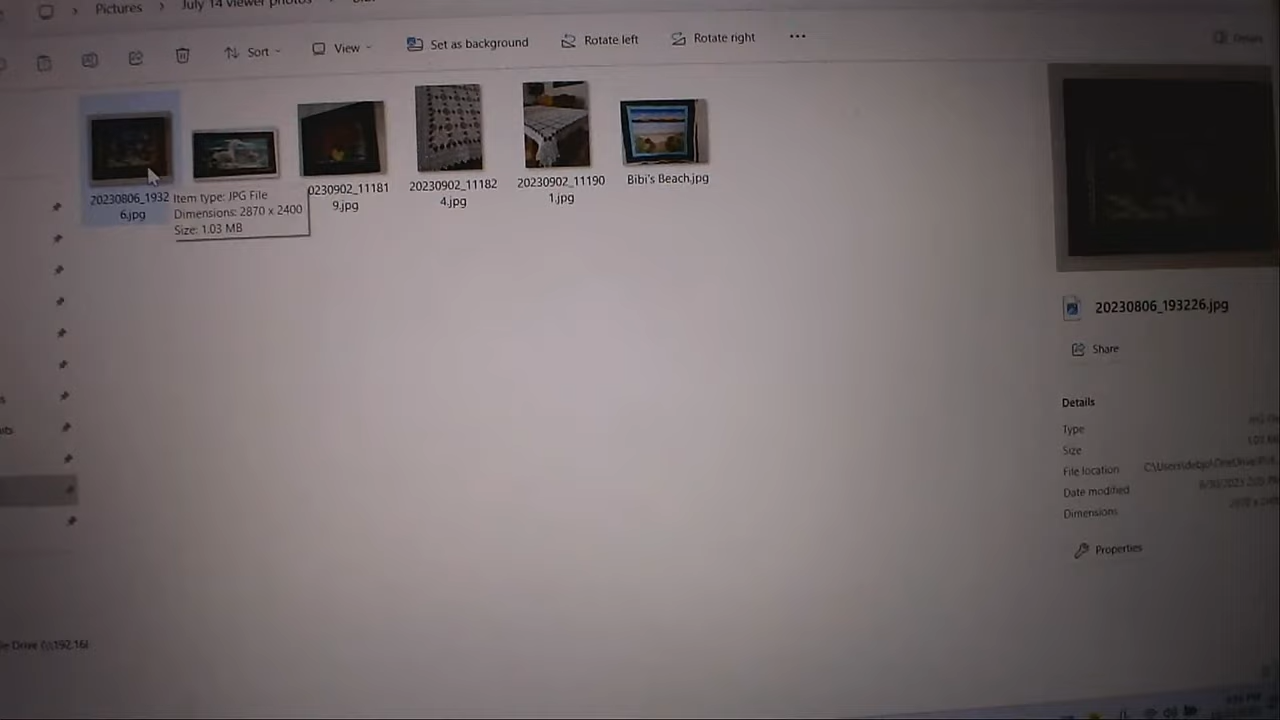 Pictures > July 14 viewer photos
Sort View Set as background Rotate left Rotate right ...
20230806_1932
6.jpg
Item type: JPG File
Dimensions: 2870 x 2400
Size: 1.03 MB
0230902_11181
9.jpg
20230902_11182
4.jpg
20230902_11190
1.jpg
Bibi's Beach.jpg
20230806_193226.jpg
Share
Details
Type
Size
File location
Date modified
Dimensions
Properties